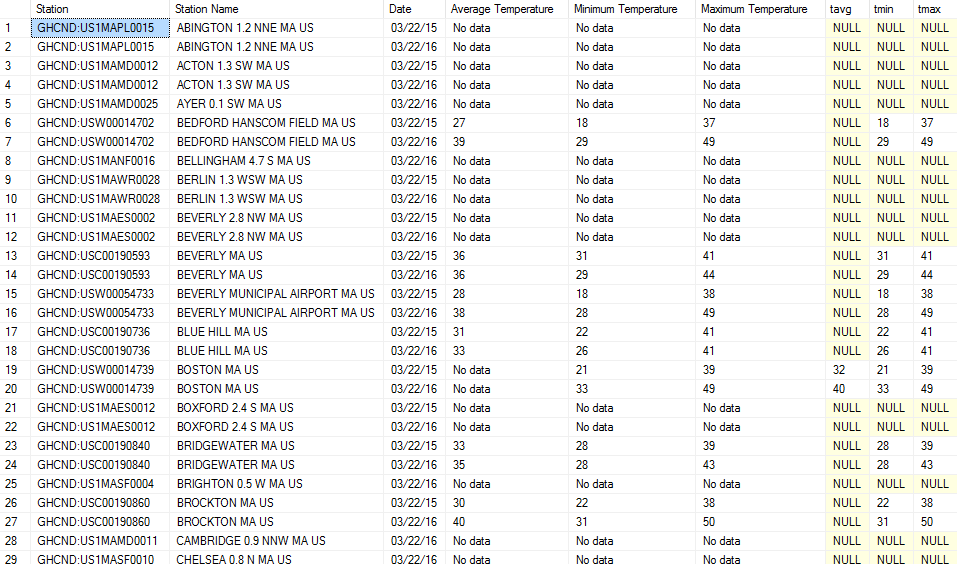 Station Station Name Date Average Temperature Minimum Temperature Maximum Temperature tavg tmin tmax
1 GHCND:US1MAPL0015 ABINGTON 1.2 NNE MA US 03/22/15 No data No data No data NULL NULL NULL
2 GHCND:US1MAPL0015 ABINGTON 1.2 NNE MA US 03/22/16 No data No data No data NULL NULL NULL
3 GHCND:US1MAMD0012 ACTON 1.3 SW MA US 03/22/15 No data No data No data NULL NULL NULL
4 GHCND:US1MAMD0012 ACTON 1.3 SW MA US 03/22/16 No data No data No data NULL NULL NULL
5 GHCND:US1MAMD0025 AYER 0.1 SW MA US 03/22/16 No data No data No data NULL NULL NULL
6 GHCND:USW00014702 BEDFORD HANSCOM FIELD MA US 03/22/15 27 18 37 NULL 18 37
7 GHCND:USW00014702 BEDFORD HANSCOM FIELD MA US 03/22/16 39 29 49 NULL 29 49
8 GHCND:US1MANF0016 BELLINGHAM 4.7 S MA US 03/22/16 No data No data No data NULL NULL NULL
9 GHCND:US1MAWR0028 BERLIN 1.3 WSW MA US 03/22/15 No data No data No data NULL NULL NULL
10 GHCND:US1MAWR0028 BERLIN 1.3 WSW MA US 03/22/16 No data No data No data NULL NULL NULL
11 GHCND:US1MAES0002 BEVERLY 2.8 NW MA US 03/22/15 No data No data No data NULL NULL NULL
12 GHCND:US1MAES0002 BEVERLY 2.8 NW MA US 03/22/16 No data No data No data NULL NULL NULL
13 GHCND:USC00190593 BEVERLY MA US 03/22/15 36 31 41 NULL 31 41
14 GHCND:USC00190593 BEVERLY MA US 03/22/16 36 29 44 NULL 29 44
15 GHCND:USW00054733 BEVERLY MUNICIPAL AIRPORT MA US 03/22/15 28 18 38 NULL 18 38
16 GHCND:USW00054733 BEVERLY MUNICIPAL AIRPORT MA US 03/22/16 38 28 49 NULL 28 49
17 GHCND:USC00190736 BLUE HILL MA US 03/22/15 31 22 41 NULL 22 41
18 GHCND:USC00190736 BLUE HILL MA US 03/22/16 33 26 41 NULL 26 41
19 GHCND:USW00014739 BOSTON MA US 03/22/15 No data 21 39 32 21 39
20 GHCND:USW00014739 BOSTON MA US 03/22/16 No data 33 49 40 33 49
21 GHCND:US1MAES0012 BOXFORD 2.4 S MA US 03/22/15 No data No data No data NULL NULL NULL
22 GHCND:US1MAES0012 BOXFORD 2.4 S MA US 03/22/16 No data No data No data NULL NULL NULL
23 GHCND:USC00190840 BRIDGEWATER MA US 03/22/15 33 28 39 NULL 28 39
24 GHCND:USC00190840 BRIDGEWATER MA US 03/22/16 35 28 43 NULL 28 43
25 GHCND:US1MASF0004 BRIGHTON 0.5 W MA US 03/22/15 No data No data No data NULL NULL NULL
26 GHCND:USC00190860 BROCKTON MA US 03/22/15 30 22 38 NULL 22 38
27 GHCND:USC00190860 BROCKTON MA US 03/22/16 40 31 50 NULL 31 50
28 GHCND:US1MAMD0011 CAMBRIDGE 0.9 NNW MA US 03/22/16 No data No data No data NULL NULL NULL
29 GHCND:US1MASF0010 CHELSEA 0.8 N MA US 03/22/16 No data No data No data NULL NULL NULL